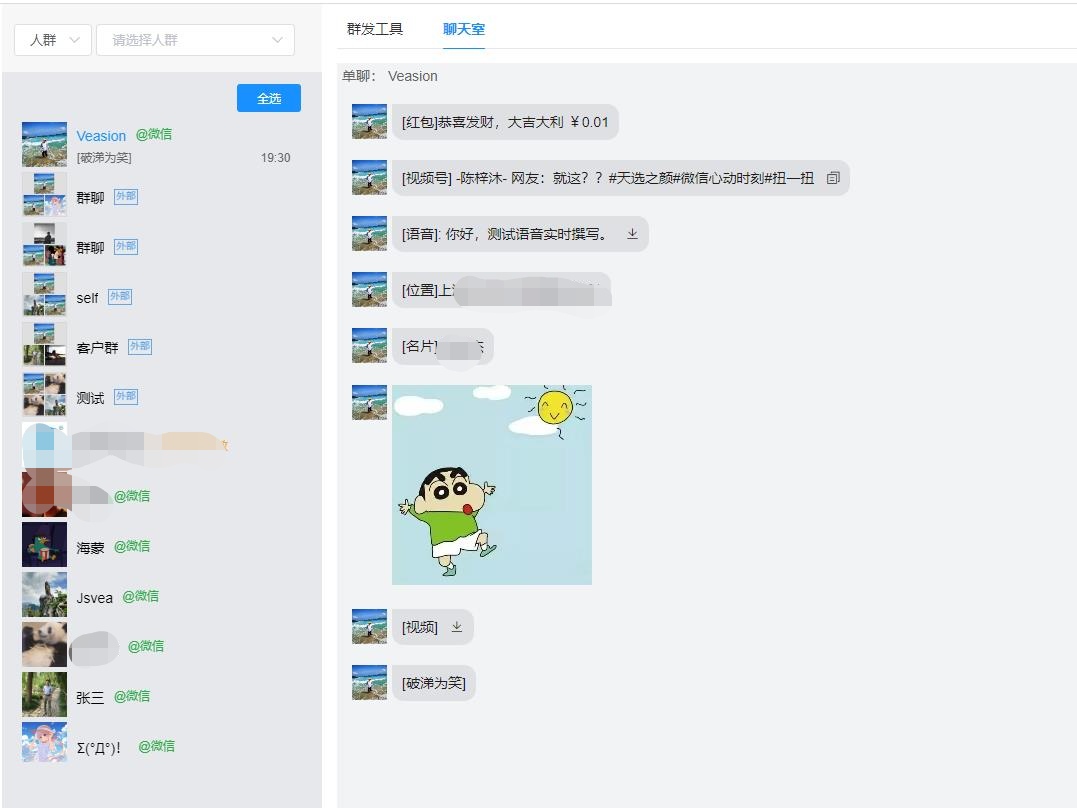 人群
请选择人群
全选
Veasion @微信
[破涕为笑]
19:30
群聊 外部
群聊 外部
self 外部
客户群 外部
测试 外部
@微信
海蒙 @微信
Jsvea @微信
@微信
张三 @微信
Σ(°Д°)! @微信
群发工具
聊天室
单聊： Veasion
[红包]恭喜发财，大吉大利 ￥0.01
[视频号] -陈梓沐- 网友：就这？？#天选之颜#微信心动时刻#扭一扭
[语音]: 你好，测试语音实时撰写。
[位置]上
[名片]
[视频]
[破涕为笑]